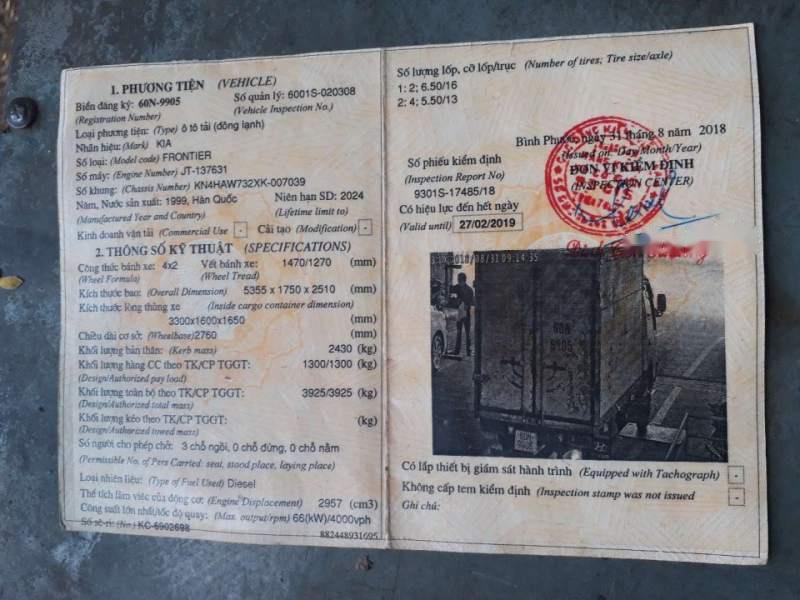 1. PHƯƠNG TIỆN (VEHICLE)
Biển đăng ký: 60N-9905 Số quản lý: 6001S-020308
(Registration Number) (Vehicle Inspection No.)
Loại phương tiện: (Type) ô tô tải (đông lạnh)
Nhãn hiệu: (Mark) KIA
Số loại: (Model code) FRONTIER
Số máy: (Engine Number) JT-137631
Số khung: (Chassis Number) KN4HAW732XK-007039
Năm, Nước sản xuất: 1999, Hàn Quốc Niên hạn SD: 2024
(Manufactured Year and Country) (Lifetime limit to)
Kinh doanh vận tải (Commercial Use) - Cải tạo (Modification) -
2. THÔNG SỐ KỸ THUẬT (SPECIFICATIONS)
Công thức bánh xe: 4x2 Vết bánh xe: 1470/1270 (mm)
(Wheel Formula) (Wheel Tread)
Kích thước bao: (Overall Dimension) 5355 x 1750 x 2510 (mm)
Kích thước lòng thùng xe (Inside cargo container dimension)
3300x1600x1650 (mm)
Chiều dài cơ sở: (Wheelbase) 2760 (mm)
Khối lượng bản thân: (Kerb mass) 2430 (kg)
Khối lượng hàng CC theo TK/CP TGGT: 1300/1300 (kg)
(Design/Authorized pay load)
Khối lượng toàn bộ theo TK/CP TGGT: 3925/3925 (kg)
(Design/Authorized total mass)
Khối lượng kéo theo TK/CP TGGT: (kg)
(Design/Authorized towed mass)
Số người cho phép chở: 3 chỗ ngồi, 0 chỗ đứng, 0 chỗ nằm
(Permissible No. of Pers Carried: seat, stood place, laying place)
Loại nhiên liệu: (Type of Fuel Used) Diesel
Thể tích làm việc của động cơ: (Engine Displacement) 2957 (cm3)
Công suất lớn nhất/tốc độ quay: (Max. output/rpm) 66(kW)/4000vph
Số sê-ri: (No.) KC-6902698
882448931695
Số lượng lốp, cỡ lốp/trục (Number of tires; Tire size/axle)
1: 2; 6.50/16
2: 4; 5.50/13
Bình Phước, ngày 31 tháng 8 năm 2018
(Issued on: Day/Month/Year)
Số phiếu kiểm định ĐƠN VỊ KIỂM ĐỊNH
(Inspection Report No) (INSPECTION CENTER)
9301S-17485/18
Có hiệu lực đến hết ngày
(Valid until) 27/02/2019
2018/08/31 09:14:35
60N
9905
Có lắp thiết bị giám sát hành trình (Equipped with Tachograph) -
Không cấp tem kiểm định (Inspection stamp was not issued -
Ghi chú: